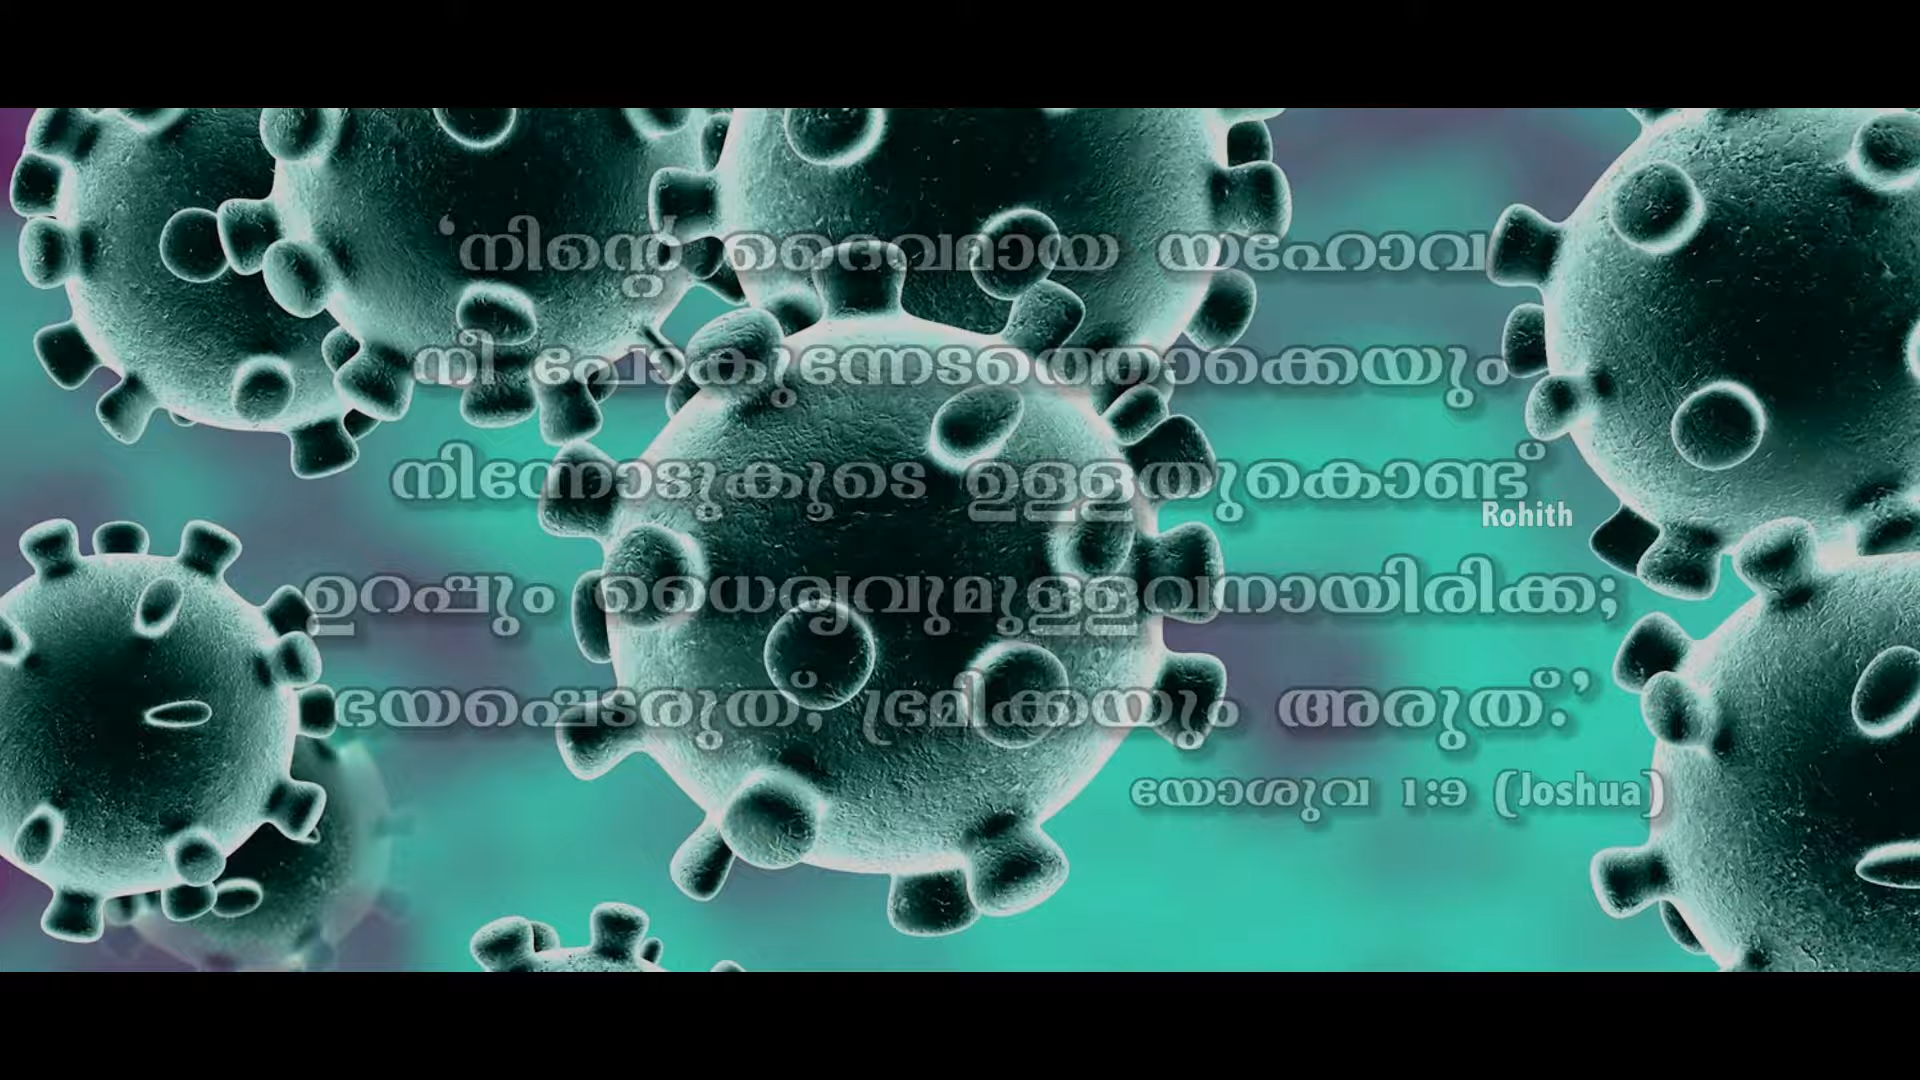 ‘നിന്റെ ദൈവമായ യഹോവ
നീ പോകുന്നേടത്തൊക്കെയും
നിന്നോടുകൂടെ ഉള്ളതുകൊണ്ട്
Rohith
ഉറപ്പും ധൈര്യവുമുള്ളവനായിരിക്ക;
ഭയപ്പെടരുത്, ഭ്രമിക്കയും അരുത്.’
യോശുവ 1:9 (Joshua)